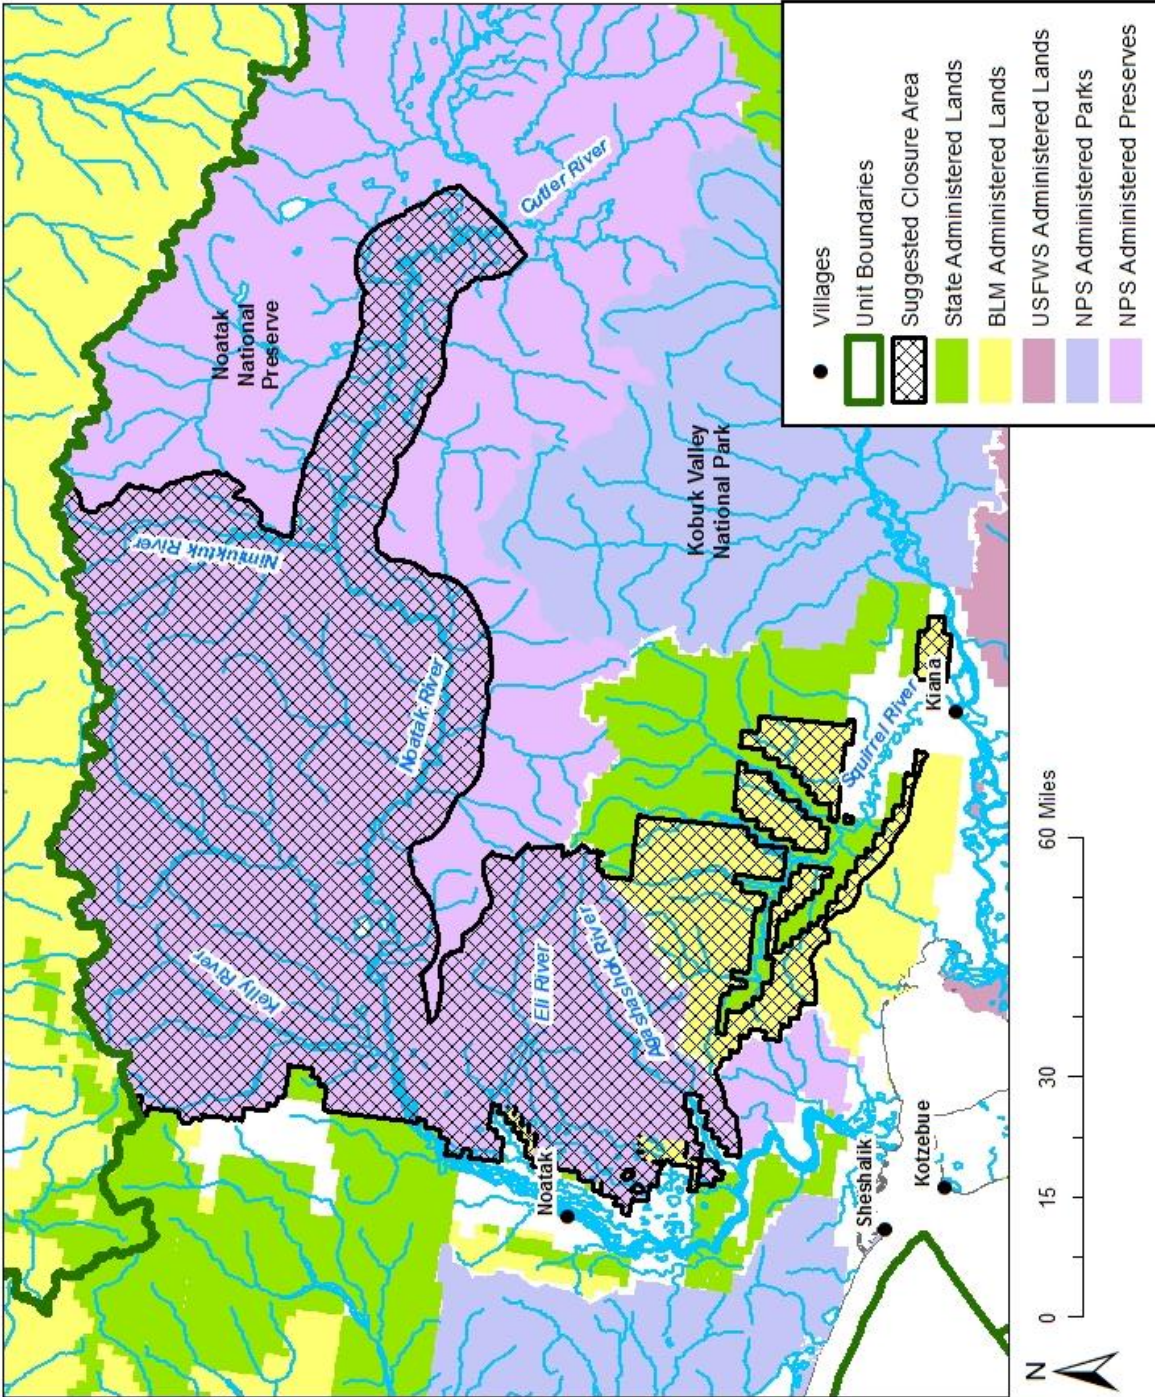 Noatak
National
Preserve
Cutler River
Nimiuktuk River
Noatak River
Kobuk Valley
National Park
Kelly River
Eli River
Agashashok River
Squirrel River
Kiana
Noatak
Sheshalik
Kotzebue
Villages
Unit Boundaries
Suggested Closure Area
State Administered Lands
BLM Administered Lands
USFWS Administered Lands
NPS Administered Parks
NPS Administered Preserves
N
0 15 30 60 Miles